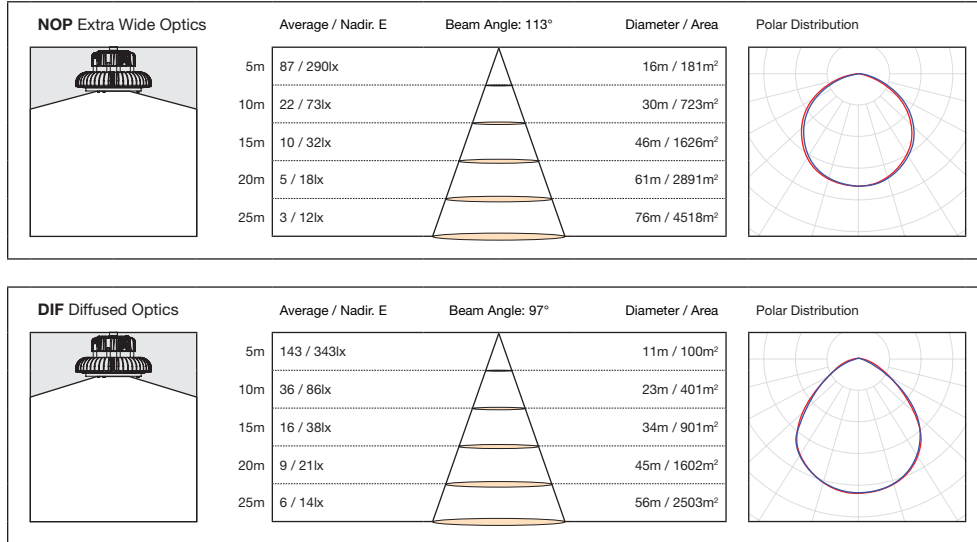 NOP Extra Wide Optics
Average / Nadir. E Beam Angle: 113° Diameter / Area Polar Distribution
5m 87 / 290lx 16m / 181m²
10m 22 / 73lx 30m / 723m²
15m 10 / 32lx 46m / 1626m²
20m 5 / 18lx 61m / 2891m²
25m 3 / 12lx 76m / 4518m²
DIF Diffused Optics
Average / Nadir. E Beam Angle: 97° Diameter / Area Polar Distribution
5m 143 / 343lx 11m / 100m²
10m 36 / 86lx 23m / 401m²
15m 16 / 38lx 34m / 901m²
20m 9 / 21lx 45m / 1602m²
25m 6 / 14lx 56m / 2503m²